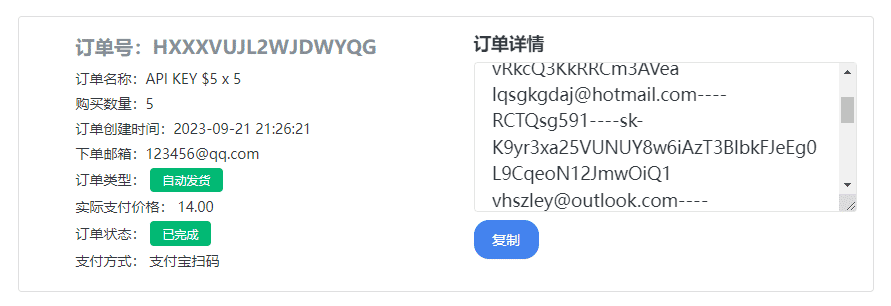 订单号：HXXXVUJL2WJDWYQG
订单名称：API KEY $5 x 5
购买数量：5
订单创建时间：2023-09-21 21:26:21
下单邮箱：123456@qq.com
订单类型： 自动发货
实际支付价格： 14.00
订单状态： 已完成
支付方式： 支付宝扫码
订单详情
vRkcQ3KkRRCm3AVea
lqsgkgdaj@hotmail.com----
RCTQsg591----sk-
K9yr3xa25VUNUY8w6iAzT3BlbkFJeEg0
L9CqeoN12JmwOiQ1
vhszley@outlook.com----
复制